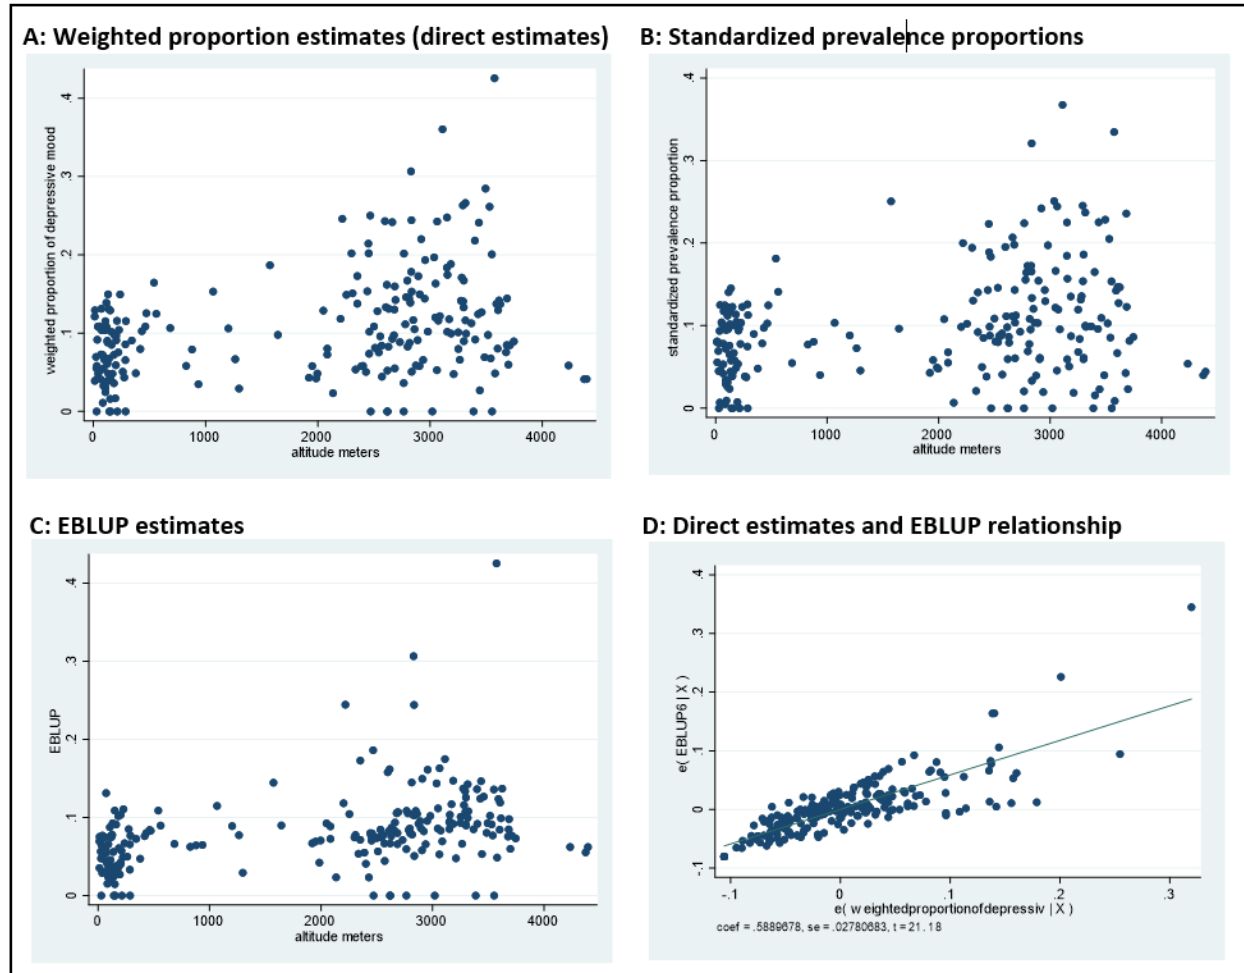 A: Weighted proportion estimates (direct estimates)
B: Standardized prevalence proportions
weighted proportion of depressive mood
.4
.3
.2
.1
0
0 1000 2000 3000 4000
altitude meters
standardized prevalence proportion
.4
.3
.2
.1
0
0 1000 2000 3000 4000
altitude meters
C: EBLUP estimates
D: Direct estimates and EBLUP relationship
EBLUP
.4
.3
.2
.1
0
0 1000 2000 3000 4000
altitude meters
e( EBLUP6 | X )
.4
.3
.2
.1
0
-.1
-.1 0 .1 .2 .3
e( weightedproportionofdepressiv | X )
coef = .5889678, se = .02780683, t = 21.18